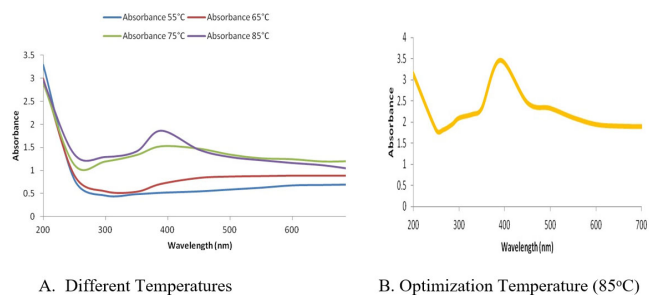 Absorbance 55°C Absorbance 65°C
Absorbance 75°C Absorbance 85°C
3.5
3
2.5
2
1.5
1
0.5
0
Absorbance
200 300 400 500 600
Wavelength (nm)
A. Different Temperatures
4
3.5
3
2.5
2
1.5
1
0.5
0
Absorbance
200 300 400 500 600 700
Wavelength (nm)
B. Optimization Temperature (85°C)